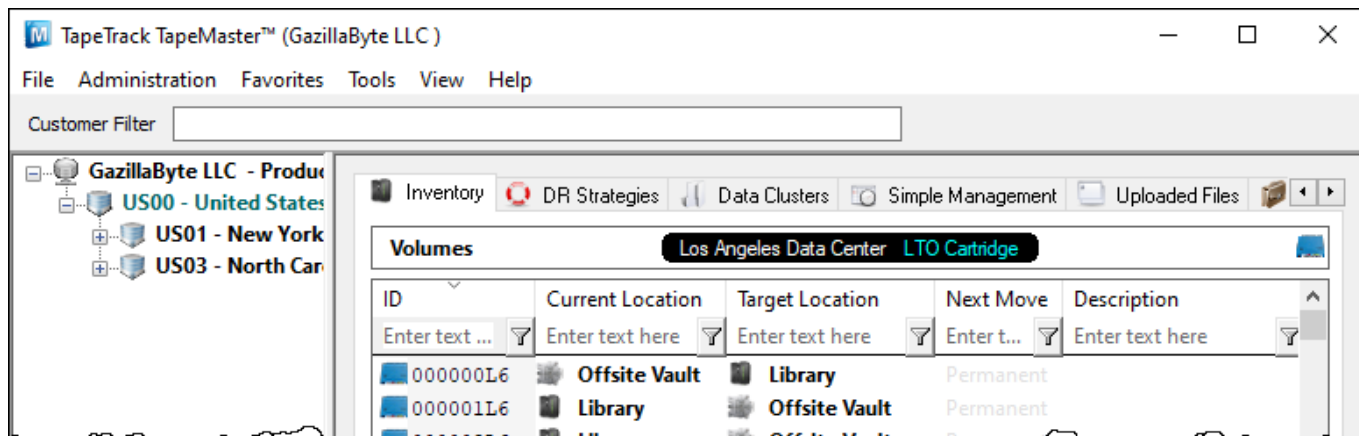 TapeTrack TapeMaster™ (GazillaByte LLC )
File Administration Favorites Tools View Help
Customer Filter
GazillaByte LLC - Produc
US00 - United States
US01 - New York
US03 - North Car
Inventory DR Strategies Data Clusters Simple Management Uploaded Files
Volumes Los Angeles Data Center LTO Cartridge
ID Current Location Target Location Next Move Description
Enter text ... Enter text here Enter text here Enter t... Enter text here
000000L6 Offsite Vault Library Permanent
000001L6 Library Offsite Vault Permanent